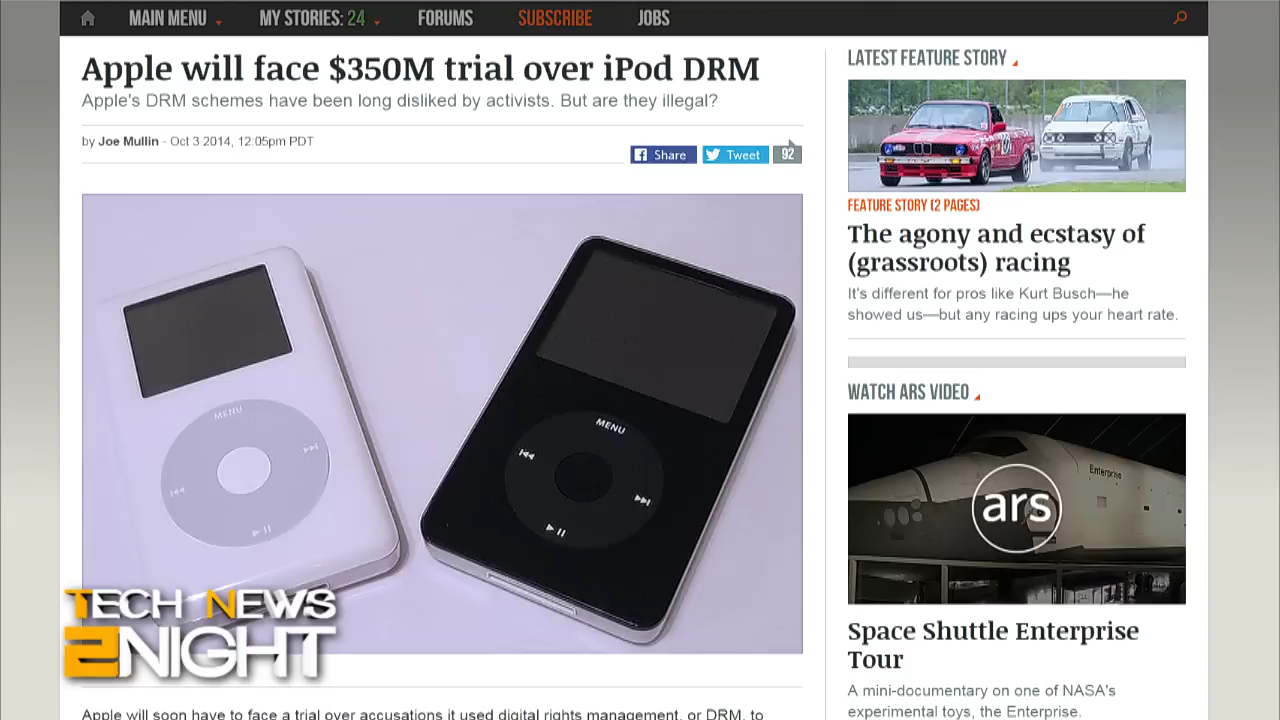 MAIN MENU
MY STORIES: 24
FORUMS
SUBSCRIBE
JOBS
Apple will face $350M trial over iPod DRM
Apple's DRM schemes have been long disliked by activists. But are they illegal?
by Joe Mullin - Oct 3 2014, 12:05pm PDT
Share
Tweet
92
MENU
MENU
TECH NEWS
2NIGHT
Apple will soon have to face a trial over accusations it used digital rights management, or DRM, to
LATEST FEATURE STORY
FEATURE STORY (2 PAGES)
The agony and ecstasy of
(grassroots) racing
It's different for pros like Kurt Busch—he
showed us—but any racing ups your heart rate.
WATCH ARS VIDEO
Enterprise
ars
Space Shuttle Enterprise
Tour
A mini-documentary on one of NASA's
experimental toys, the Enterprise.